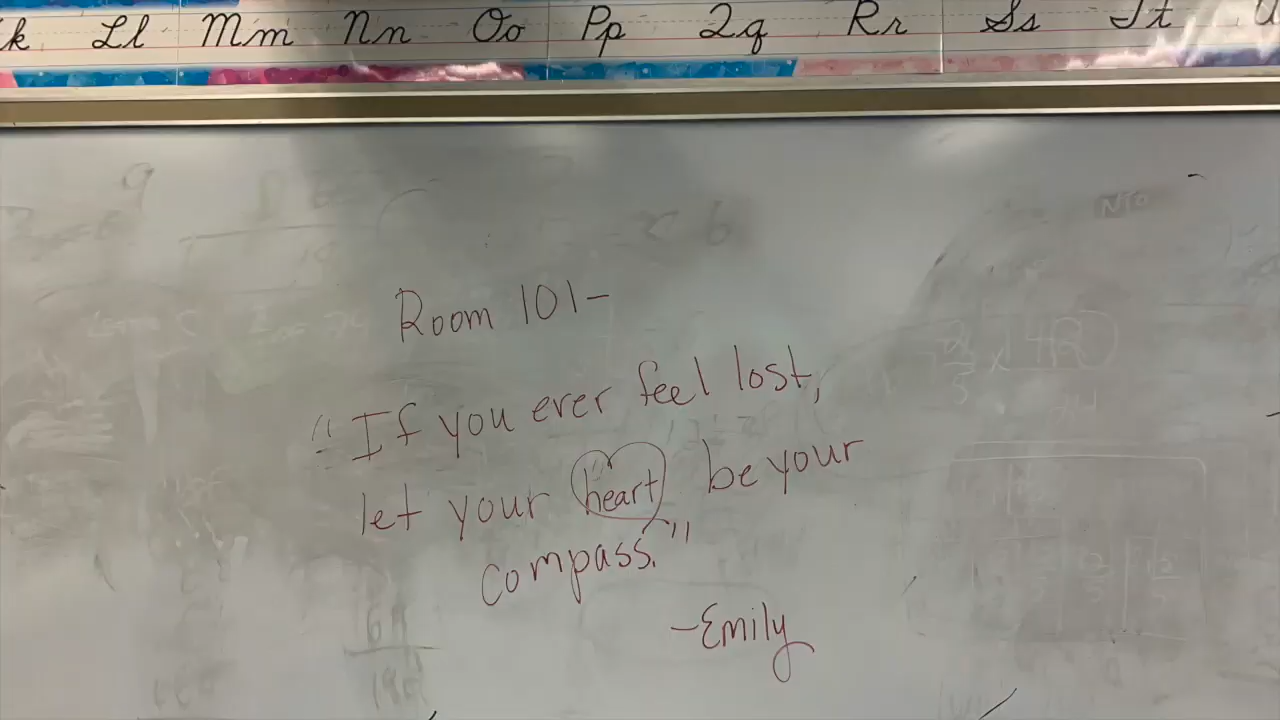 k Ll Mm Nn Oo Pp Qq Rr Ss Tt U
Room 101-
"If you ever feel lost,
let your heart be your
compass."
-Emily